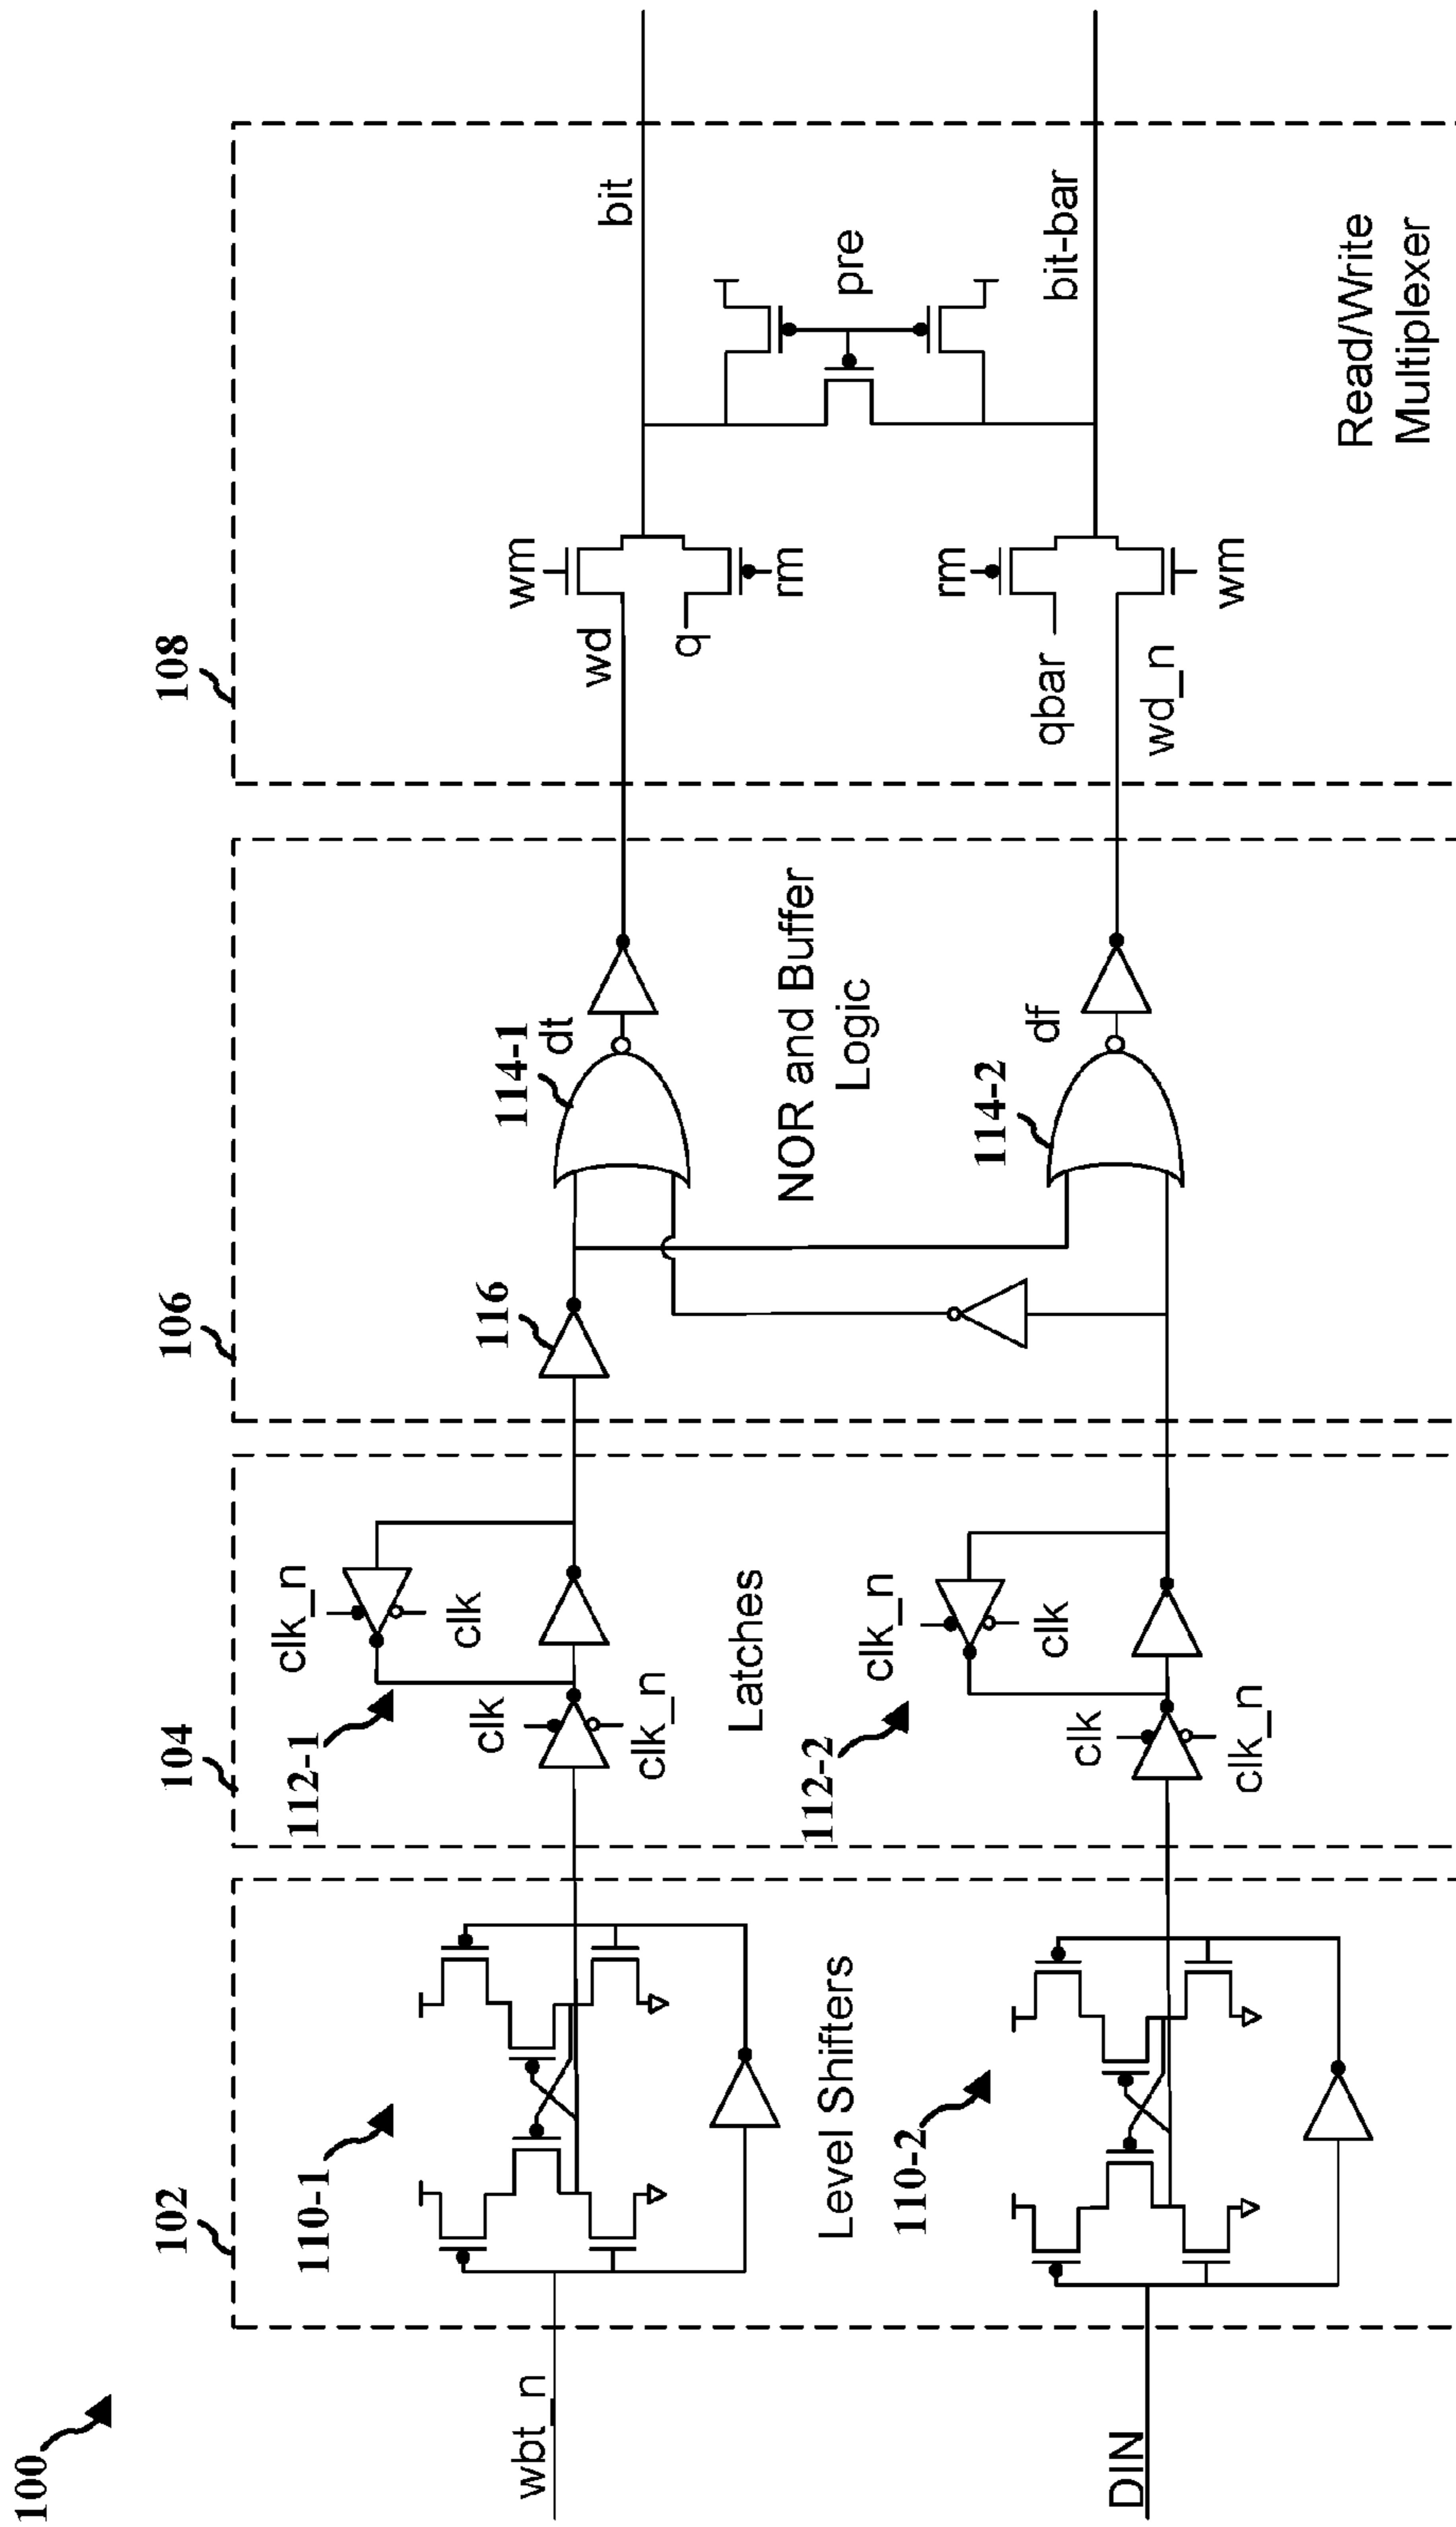 100
102
104
106
108
wbt_n
110-1
Level Shifters
DIN
110-2
112-1
clk_n
clk
clk
clk_n
Latches
112-2
clk_n
clk
clk
clk_n
116
114-1
dt
NOR and Buffer
Logic
114-2
df
wd
wm
q
rm
bit
pre
rm
qbar
wd_n
wm
bit-bar
Read/Write
Multiplexer